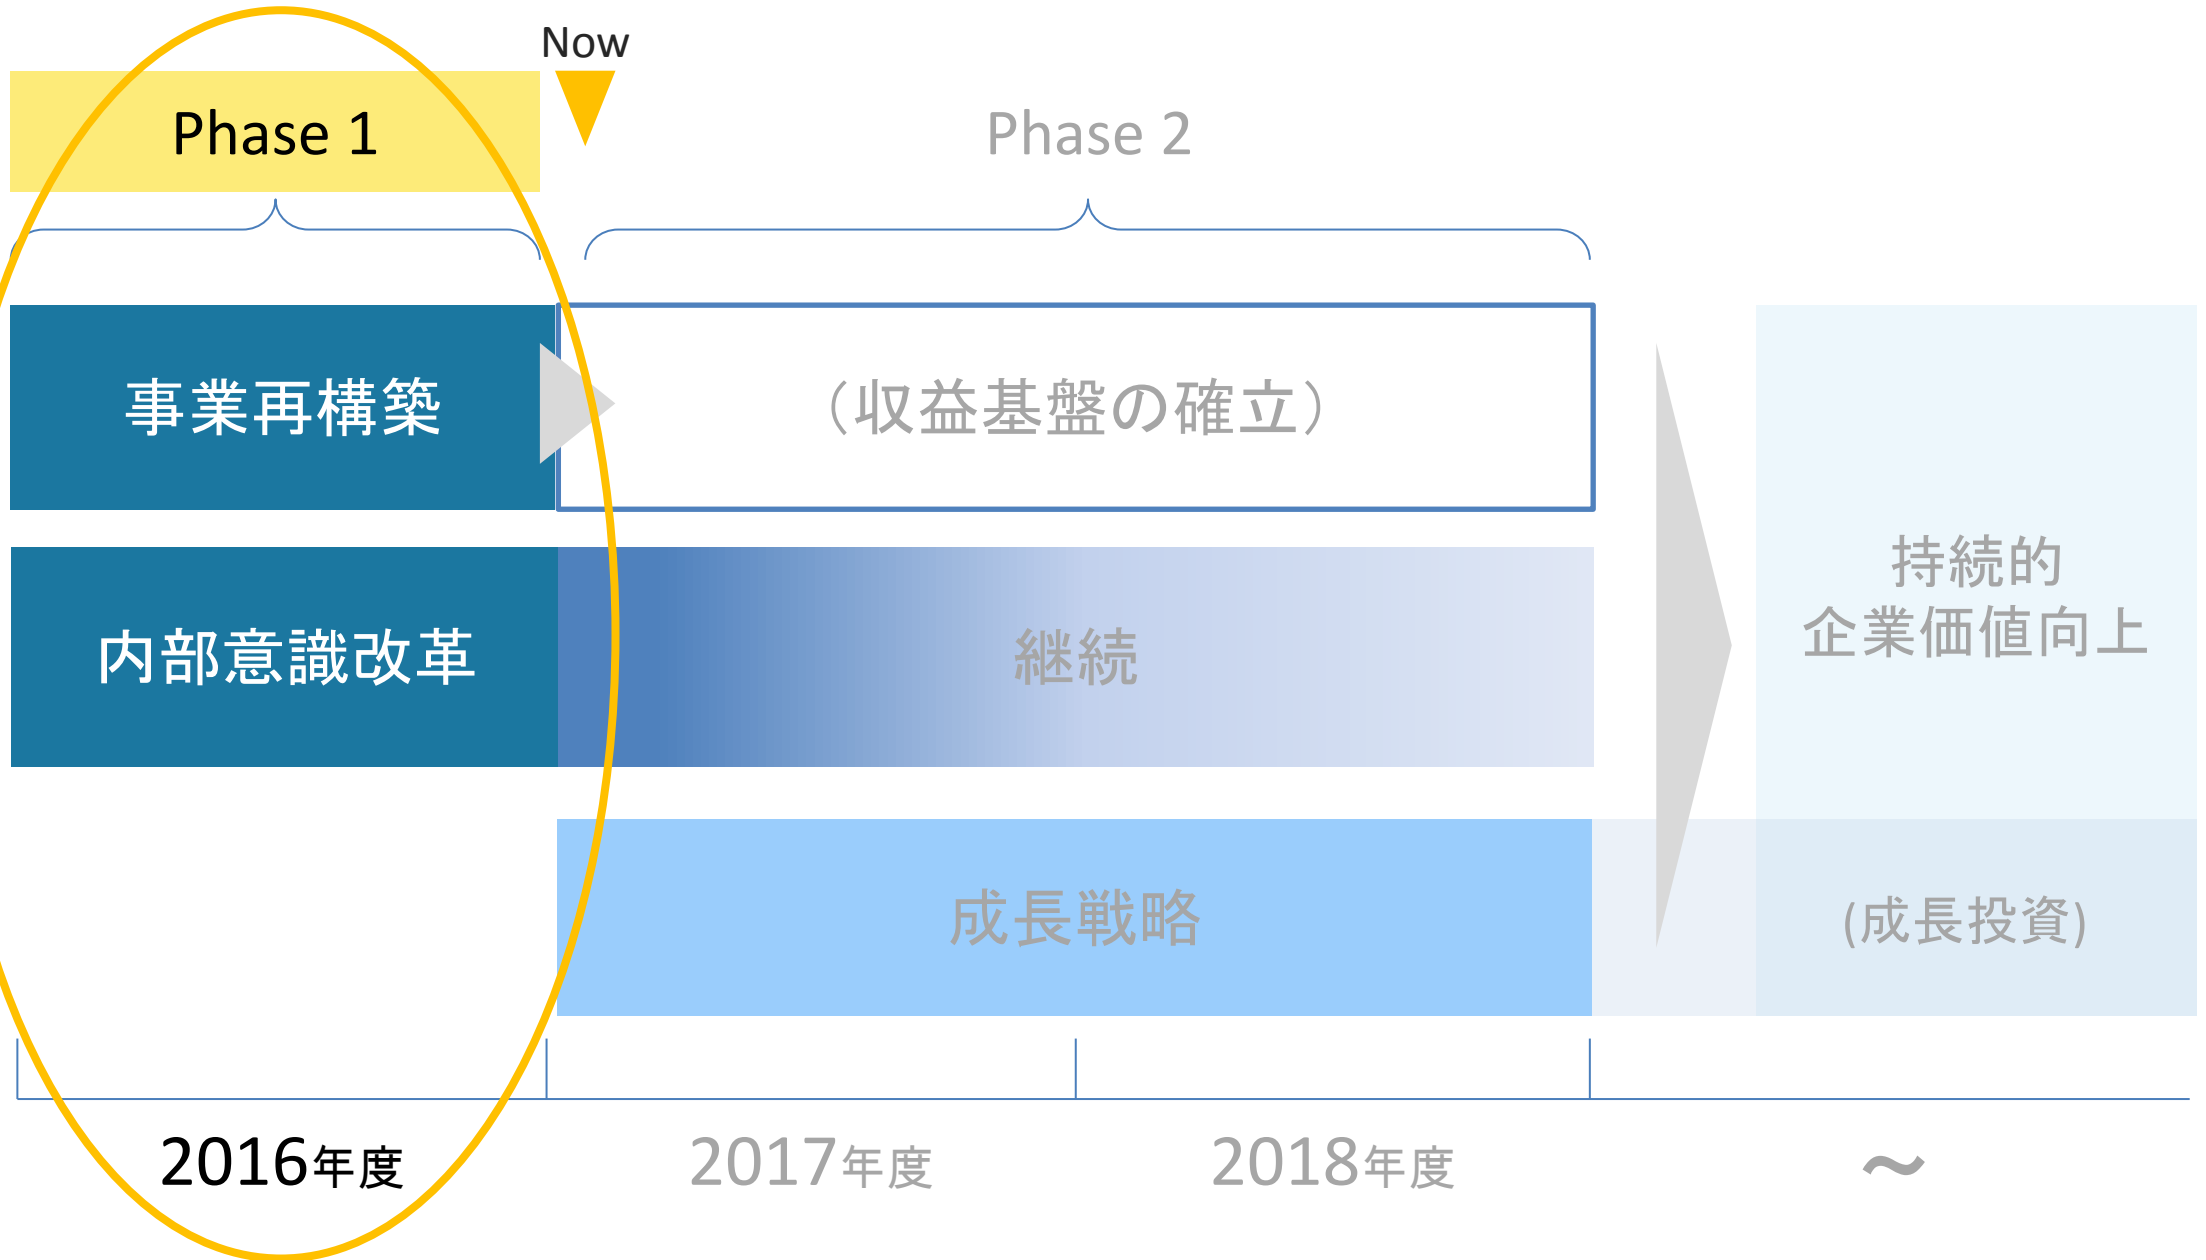 Now
Phase 1
Phase 2
事業再構築
（収益基盤の確立）
内部意識改革
継続
持続的
企業価値向上
成長戦略
(成長投資)
2016年度
2017年度
2018年度
～